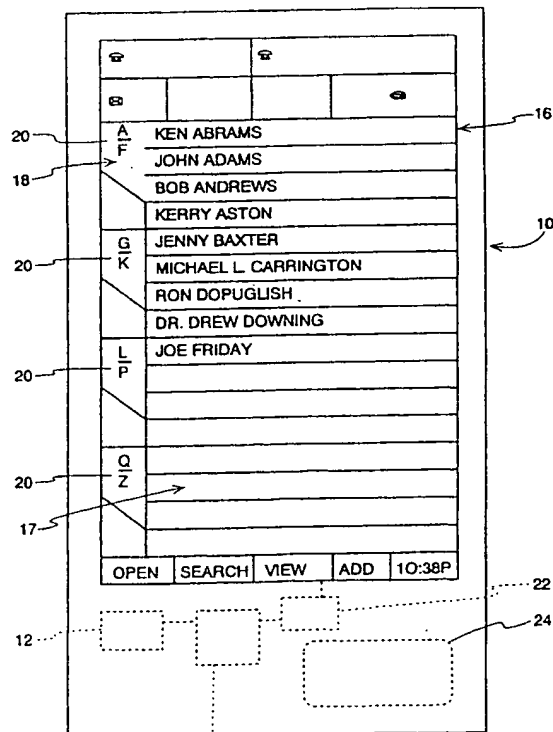 A
F
KEN ABRAMS
JOHN ADAMS
BOB ANDREWS
KERRY ASTON
G
K
JENNY BAXTER
MICHAEL L. CARRINGTON
RON DOPUGLISH
DR. DREW DOWNING
L
P
JOE FRIDAY
Q
Z
OPEN SEARCH VIEW ADD 10:38P
20
18
20
20
20
17
12
16
10
22
24